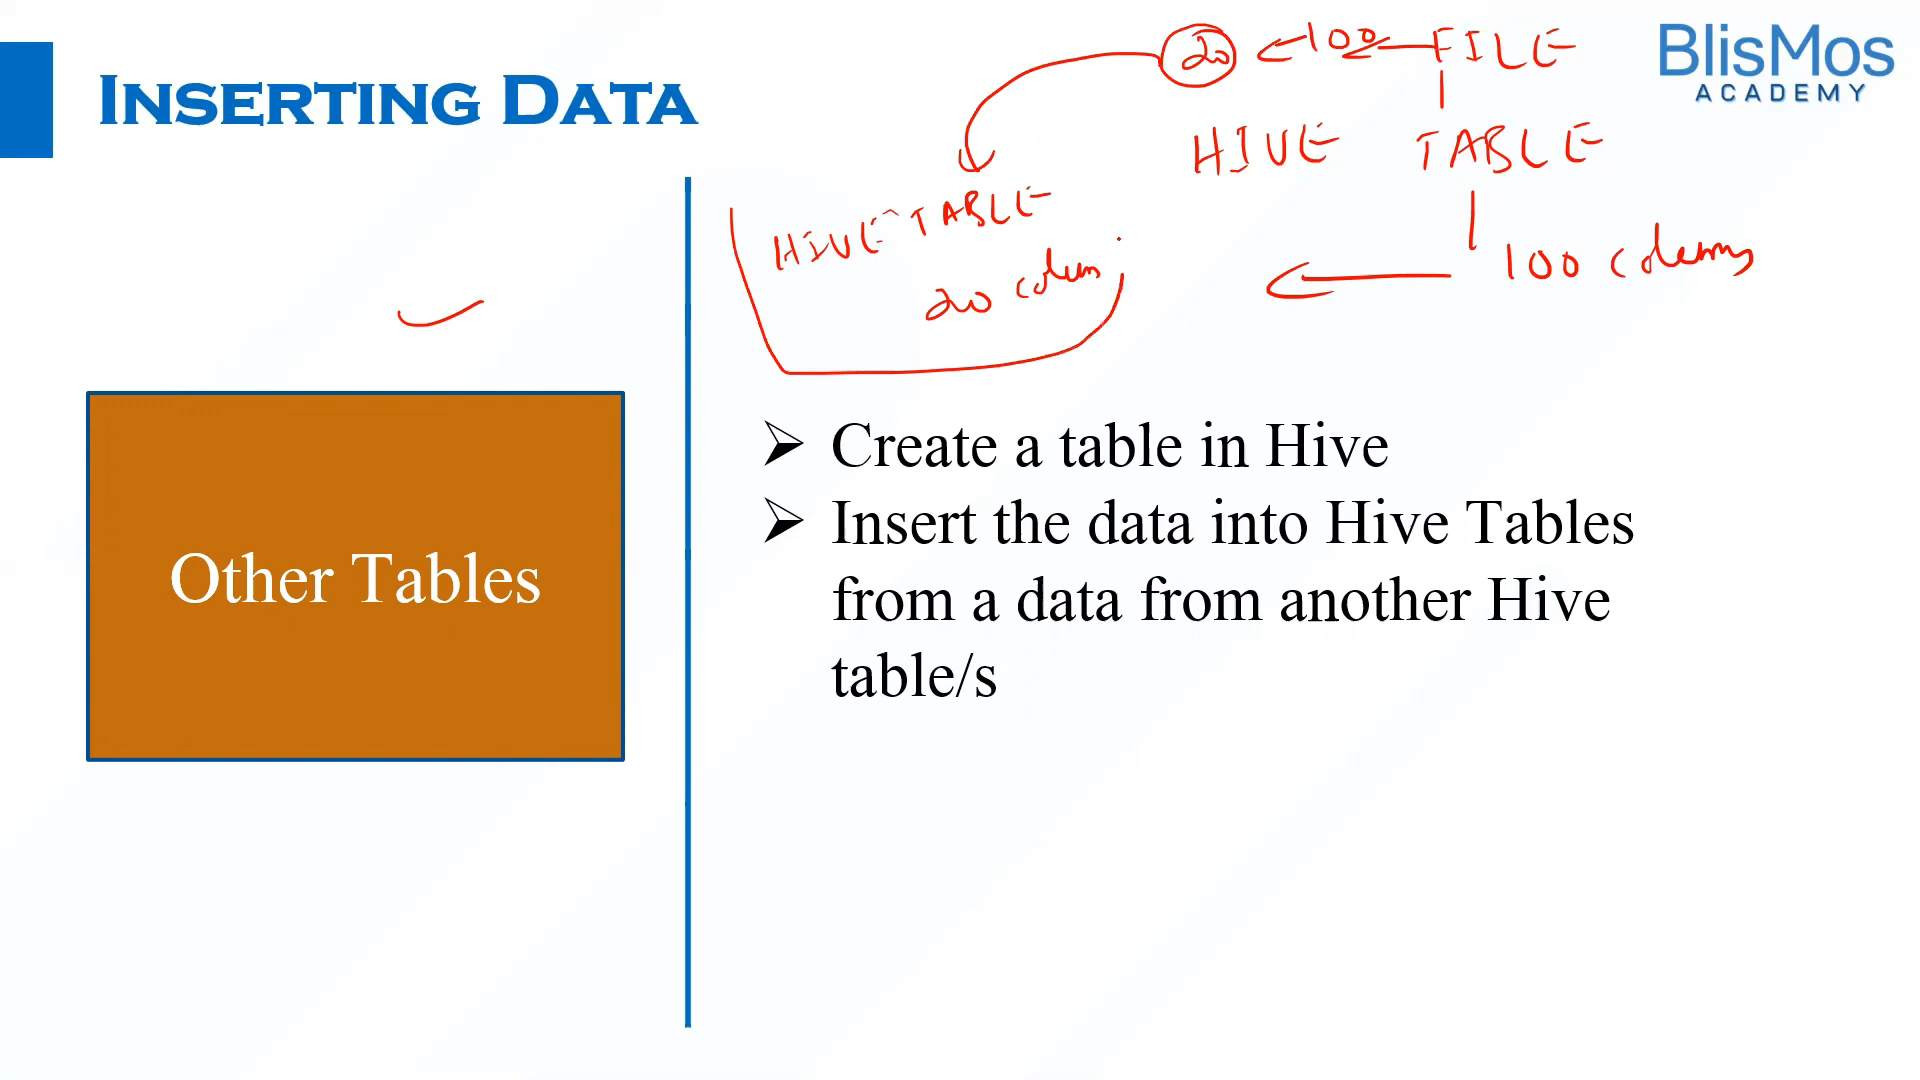 INSERTING DATA
20 100 FILE
BlisMos
ACADEMY
HIVE TABLE
HIVE TABLE
20 colum
100 colums
Other Tables
➢ Create a table in Hive
➢ Insert the data into Hive Tables
from a data from another Hive
table/s